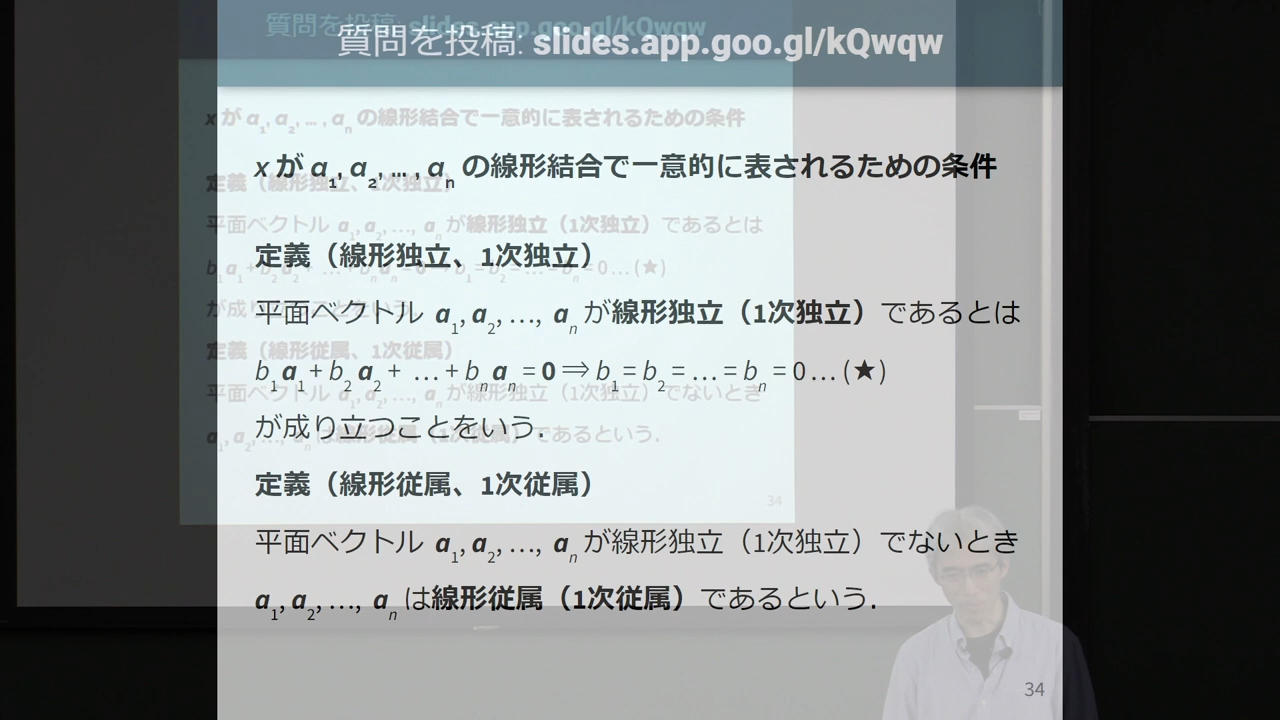 質問を投稿: slides.app.goo.gl/kQwqw
x が a₁, a₂, ... , aₙ の線形結合で一意的に表されるための条件
定義（線形独立、1次独立）
平面ベクトル a₁, a₂, …, aₙ が線形独立（1次独立）であるとは
b₁a₁ + b₂a₂ + … + bₙaₙ = 0 ⇒ b₁ = b₂ = … = bₙ = 0 … (★)
が成り立つことをいう.
定義（線形従属、1次従属）
平面ベクトル a₁, a₂, …, aₙ が線形独立（1次独立）でないとき
a₁, a₂, …, aₙ は線形従属（1次従属）であるという.
34